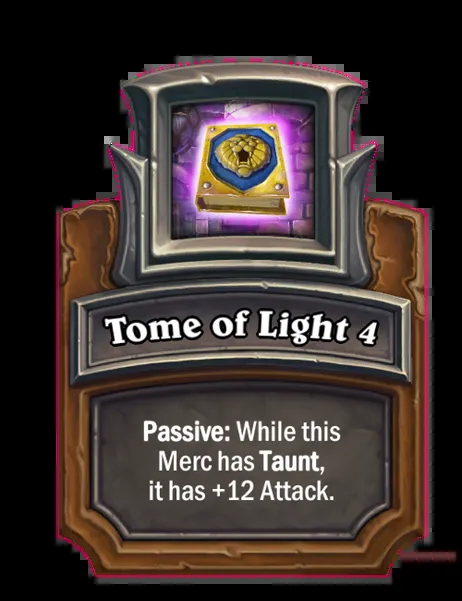 Tome of Light 4
Passive: While this
Merc has Taunt,
it has +12 Attack.